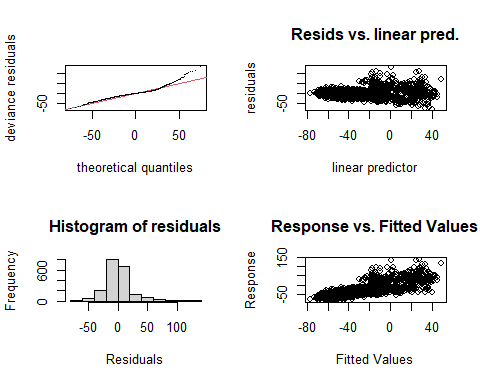 deviance residuals
-50
-50 0 50
theoretical quantiles
Resids vs. linear pred.
residuals
-50
-80 -40 0 20 40
linear predictor
Histogram of residuals
Frequency
0 600
-50 0 50 100
Residuals
Response vs. Fitted Values
Response
-50 150
-80 -40 0 20 40
Fitted Values